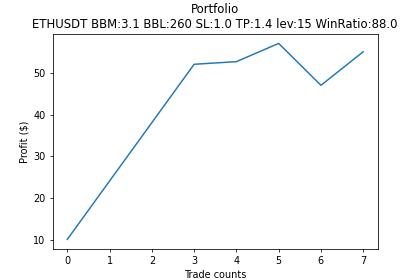 Portfolio
ETHUSDT BBM:3.1 BBL:260 SL:1.0 TP:1.4 lev:15 WinRatio:88.0
50
40
30
20
10
Profit ($)
0 1 2 3 4 5 6 7
Trade counts